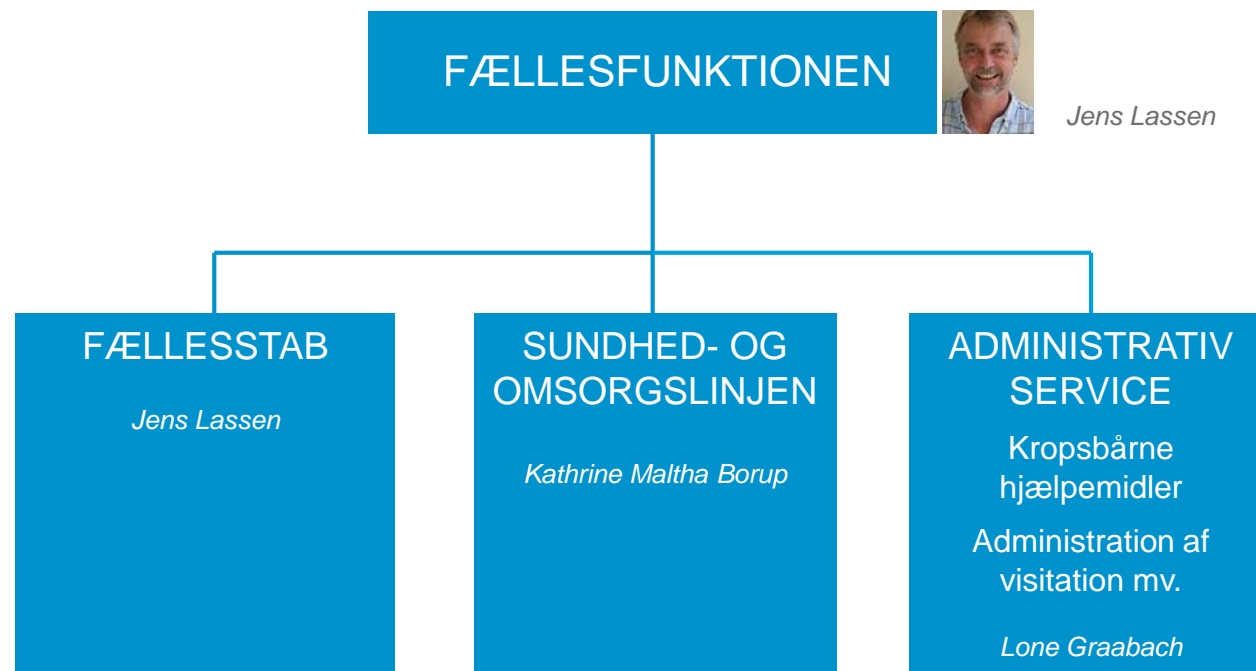 FÆLLESFUNKTIONEN
Jens Lassen
FÆLLESSTAB
Jens Lassen
SUNDHED- OG
OMSORGSLINJEN
Kathrine Maltha Borup
ADMINISTRATIV
SERVICE
Kropsbårne
hjælpemidler
Administration af
visitation mv.
Lone Graabach